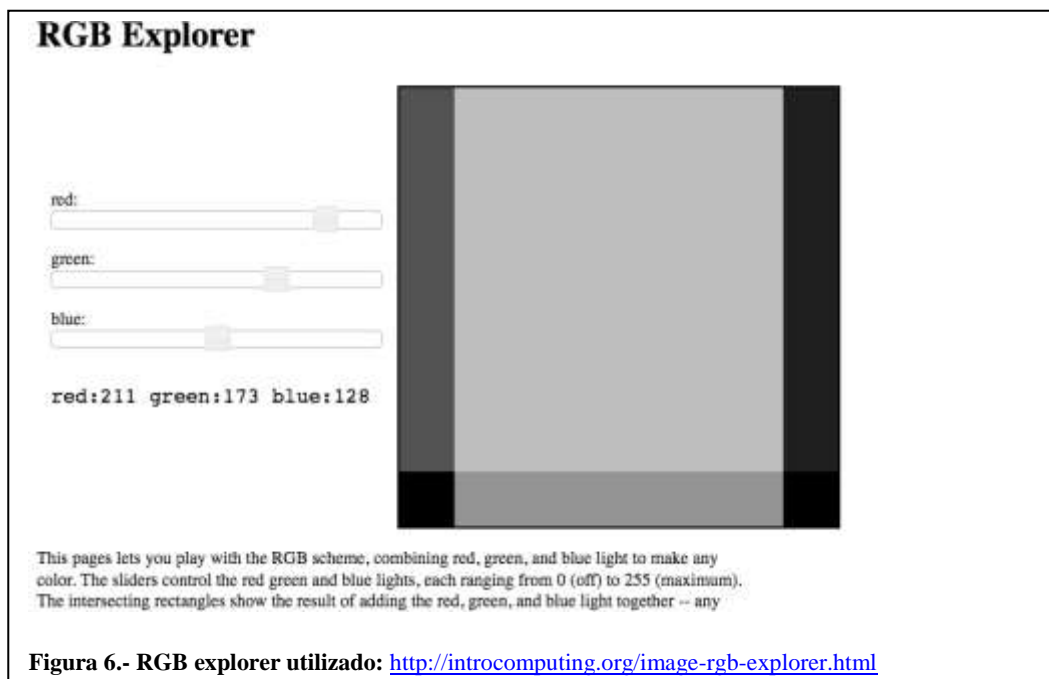 RGB Explorer
red:
green:
blue:
red:211 green:173 blue:128
This pages lets you play with the RGB scheme, combining red, green, and blue light to make any
color. The sliders control the red green and blue lights, each ranging from 0 (off) to 255 (maximum).
The intersecting rectangles show the result of adding the red, green, and blue light together -- any
Figura 6.- RGB explorer utilizado: http://introcomputing.org/image-rgb-explorer.html